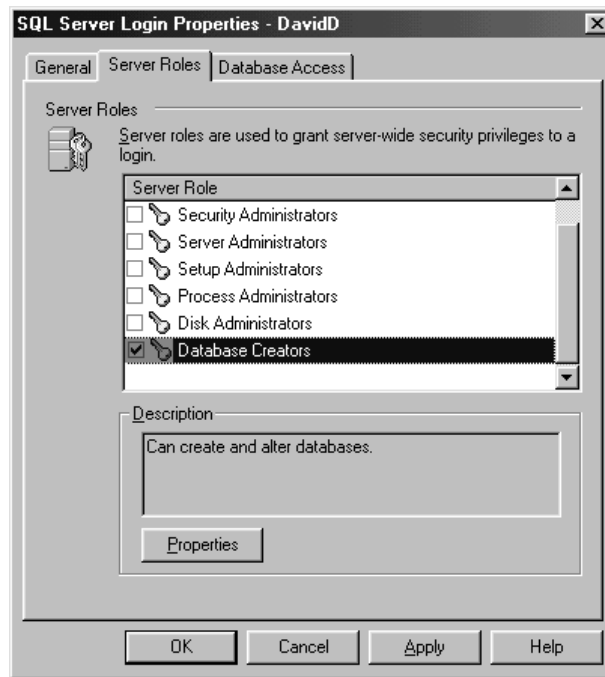 SQL Server Login Properties - DavidD
General
Server Roles
Database Access
Server Roles
Server roles are used to grant server-wide security privileges to a
login.
Server Role
Security Administrators
Server Administrators
Setup Administrators
Process Administrators
Disk Administrators
Database Creators
Description
Can create and alter databases.
Properties
OK
Cancel
Apply
Help